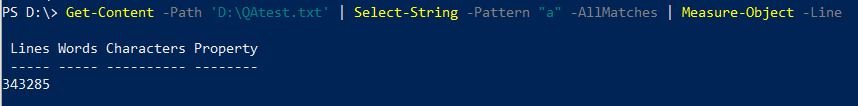 PS D:\> Get-Content -Path 'D:\QAtest.txt' | Select-String -Pattern "a" -AllMatches | Measure-Object -Line
Lines Words Characters Property
----- ----- ---------- --------
343285